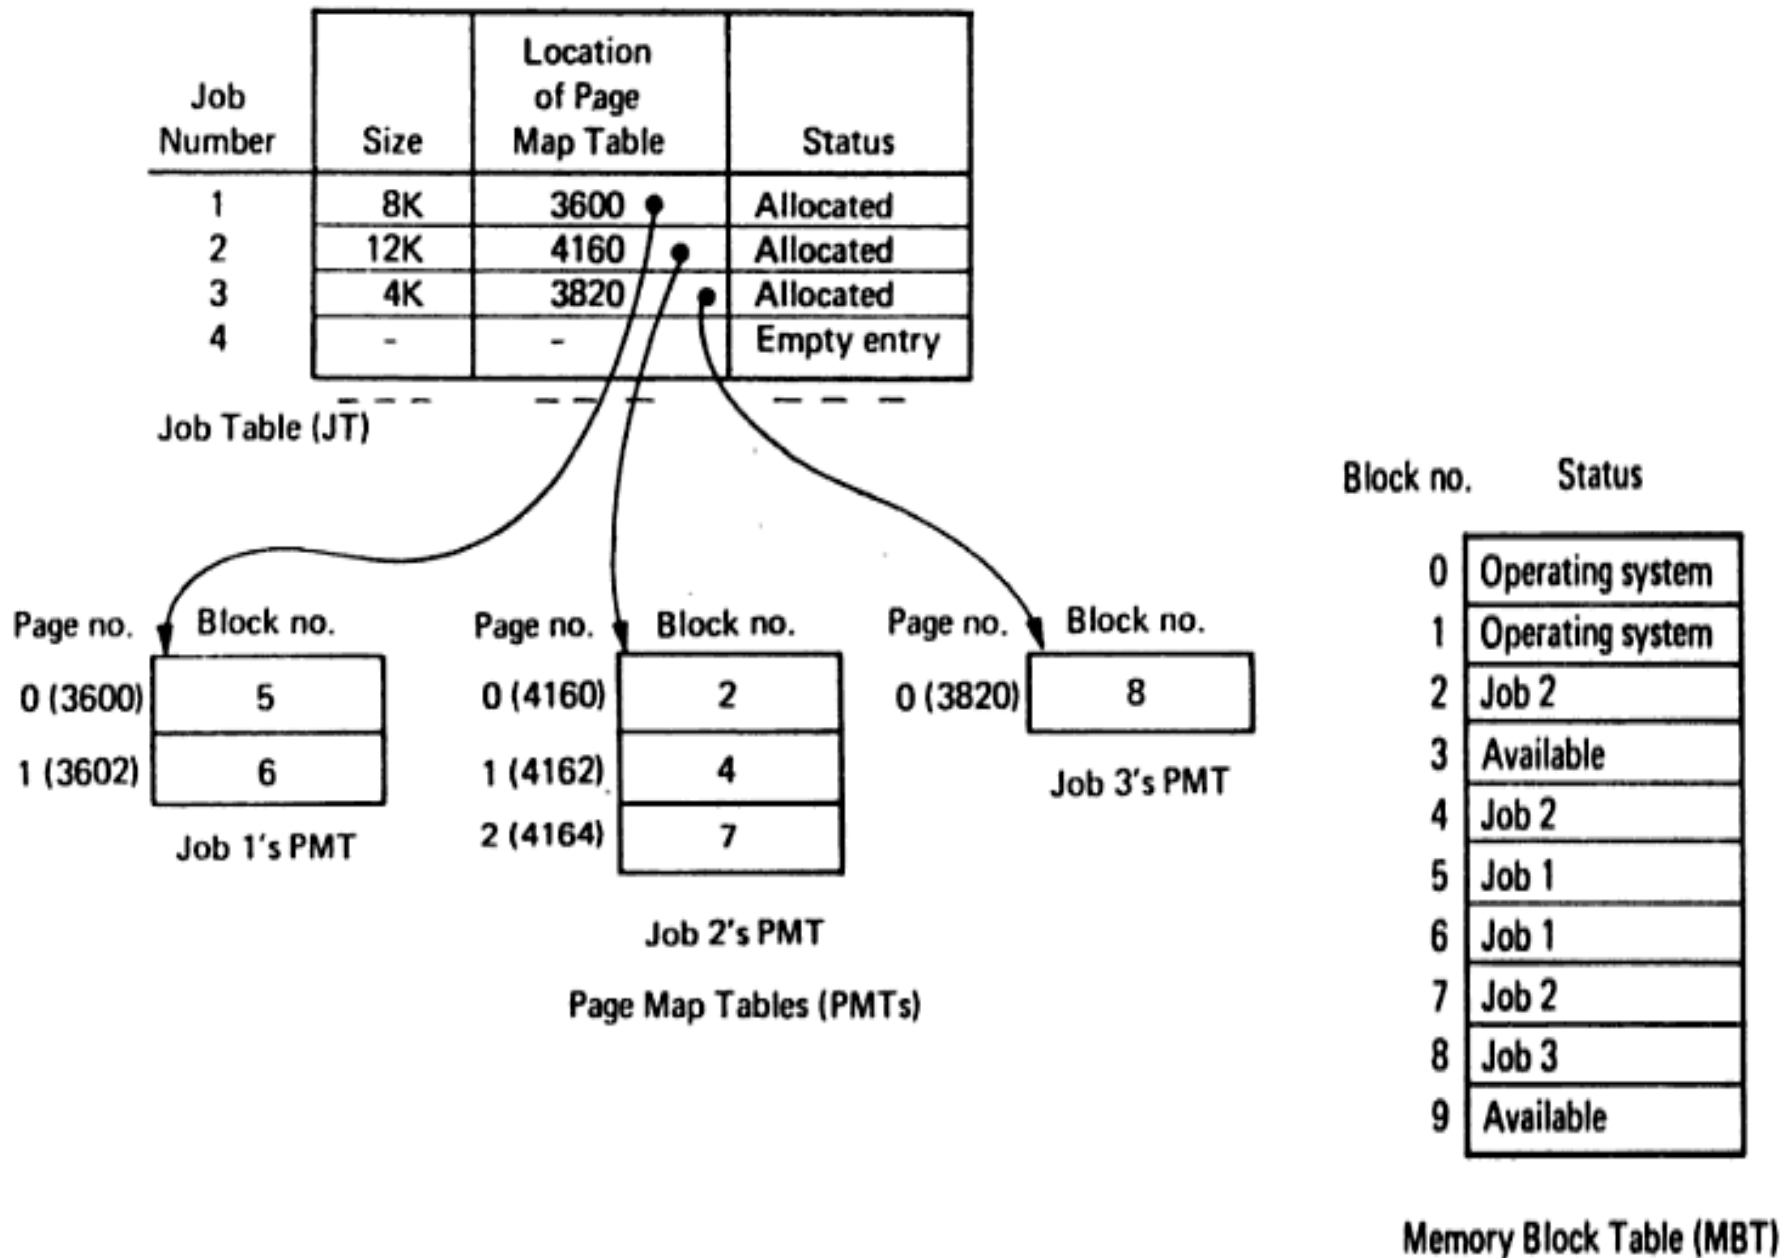 Job Number Size Location of Page Map Table Status
1 8K 3600 Allocated
2 12K 4160 Allocated
3 4K 3820 Allocated
4 - - Empty entry
Job Table (JT)
Page no. Block no.
0 (3600) 5
1 (3602) 6
Job 1's PMT
Page no. Block no.
0 (4160) 2
1 (4162) 4
2 (4164) 7
Job 2's PMT
Page no. Block no.
0 (3820) 8
Job 3's PMT
Page Map Tables (PMTs)
Block no. Status
0 Operating system
1 Operating system
2 Job 2
3 Available
4 Job 2
5 Job 1
6 Job 1
7 Job 2
8 Job 3
9 Available
Memory Block Table (MBT)